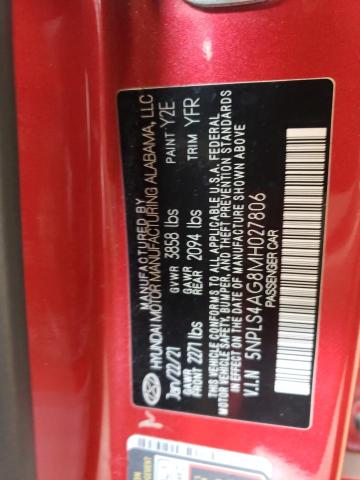 MANUFACTURED BY
HYUNDAI MOTOR MANUFACTURING ALABAMA, LLC
Jan/22/21 GVWR 3858 lbs PAINT Y2E
GAWR FRONT 2271 lbs GAWR REAR 2094 lbs TRIM YFR
THIS VEHICLE CONFORMS TO ALL APPLICABLE U.S.A. FEDERAL
MOTOR VEHICLE SAFETY, BUMPER, AND THEFT PREVENTION STANDARDS
IN EFFECT ON THE DATE OF MANUFACTURE SHOWN ABOVE.
V.I.N 5NPLS4AG8MH027806
PASSENGER CAR